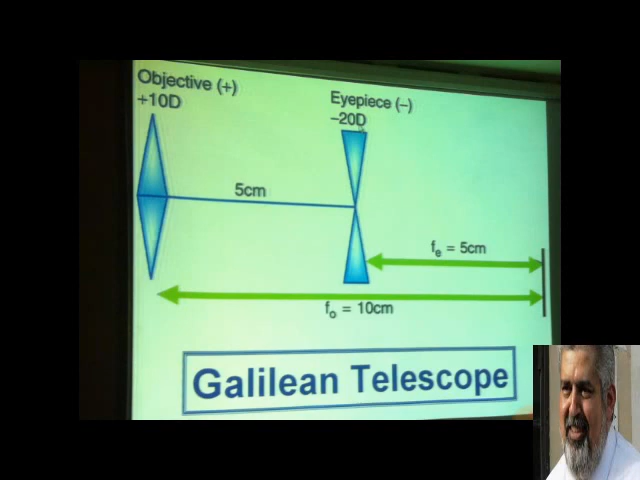 Objective (+)
+10D
Eyepiece (−)
−20D
5cm
fe = 5cm
fo = 10cm
Galilean Telescope